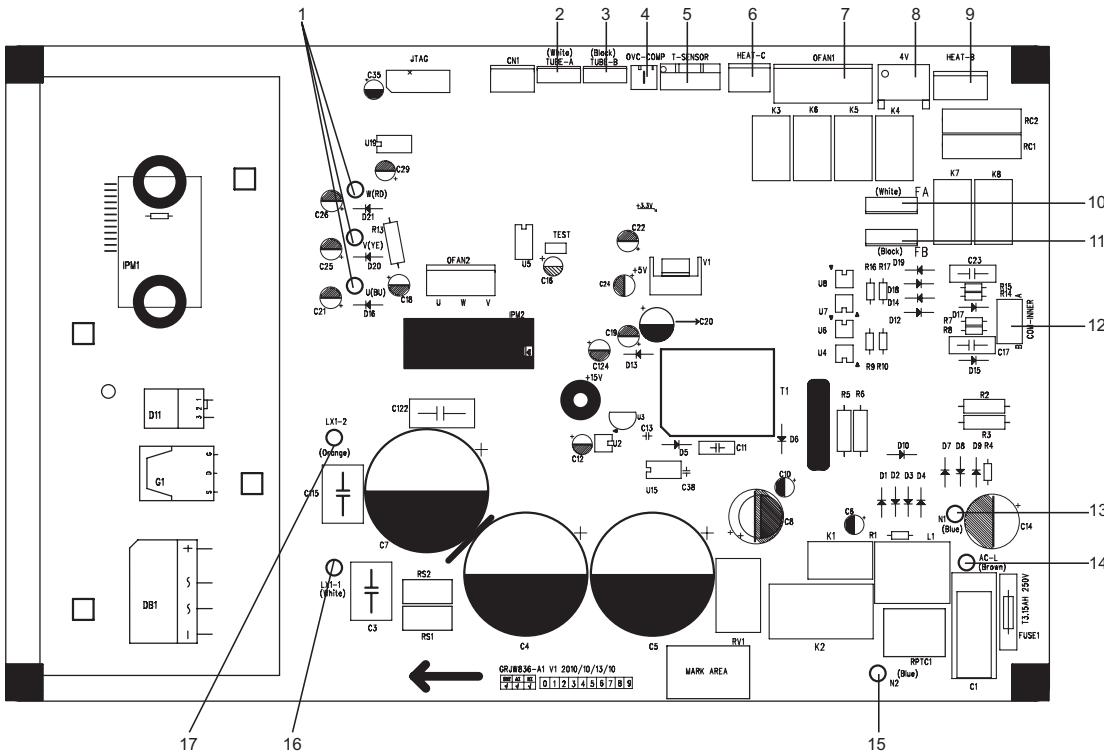 1 2 3 4 5 6 7 8 9
(White) (Black)
JTAG CN1 TUBE-A TUBE-B OVC-COMP T-SENSOR HEAT-C OFAN1 4V HEAT-B
C35
K3 K6 K5 K4
RC2
RC1
U19
C29
K7 K8
W(RD)
C26
D21
(White) FA
10
+3.3V
R13
TEST
C22
V(YE)
U5
(Black) FB
11
C25
D20
OFAN2
C16
V1
D19
C23
IPM1
+5V
R16 R17
U8
D18
R15
R14
U(BU)
C18
C24
U7
D14
D17
A
COM-INNER
C21
D16
U W V
IPM2
C20
U6
D12
R7
R8
12
C19
B
C17
C124
D13
U4
R9 R10
D15
+15V
T1
D11
1 2 3
C122
R5 R6
R2
LX1-2
C13
U3
R3
(Orange)
C12
U2
D5
C11
D6
D10
D7 D8 D9 R4
G1
G
D
S
C115
U15
C38
C10
D1 D2 D3 D4
C7
C8
C6
N1
(Blue)
C14
13
K1
R1
L1
AC-L
(Brown)
14
LX1-1
(White)
RS2
DB1
C3
RS1
T3.15AH 250V
FUSE1
C4
C5
RV1
K2
RPTC1
C1
GRJW836-A1 V1 2010/10/13/10
MARK AREA
(Blue)
N2
0 1 2 3 4 5 6 7 8 9
17 16 15